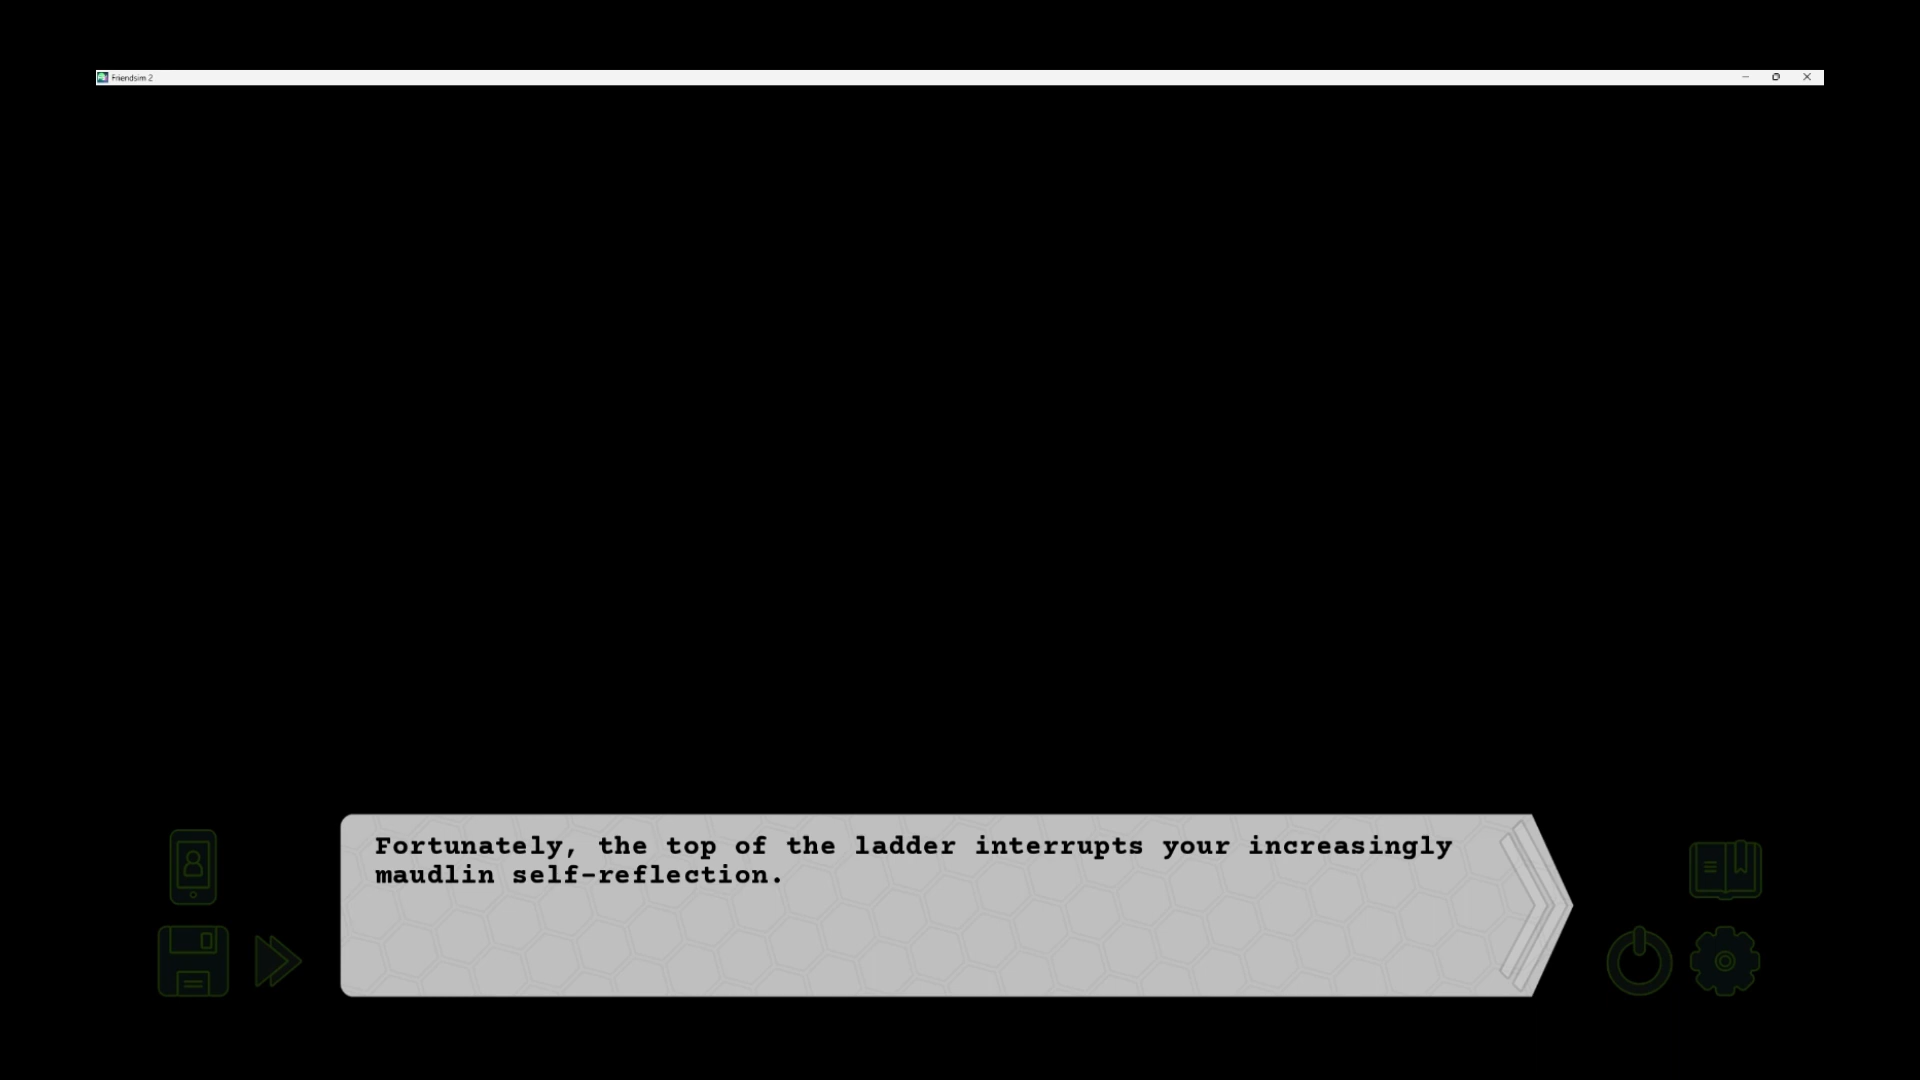 Friendsim 2
Fortunately, the top of the ladder interrupts your increasingly
maudlin self-reflection.